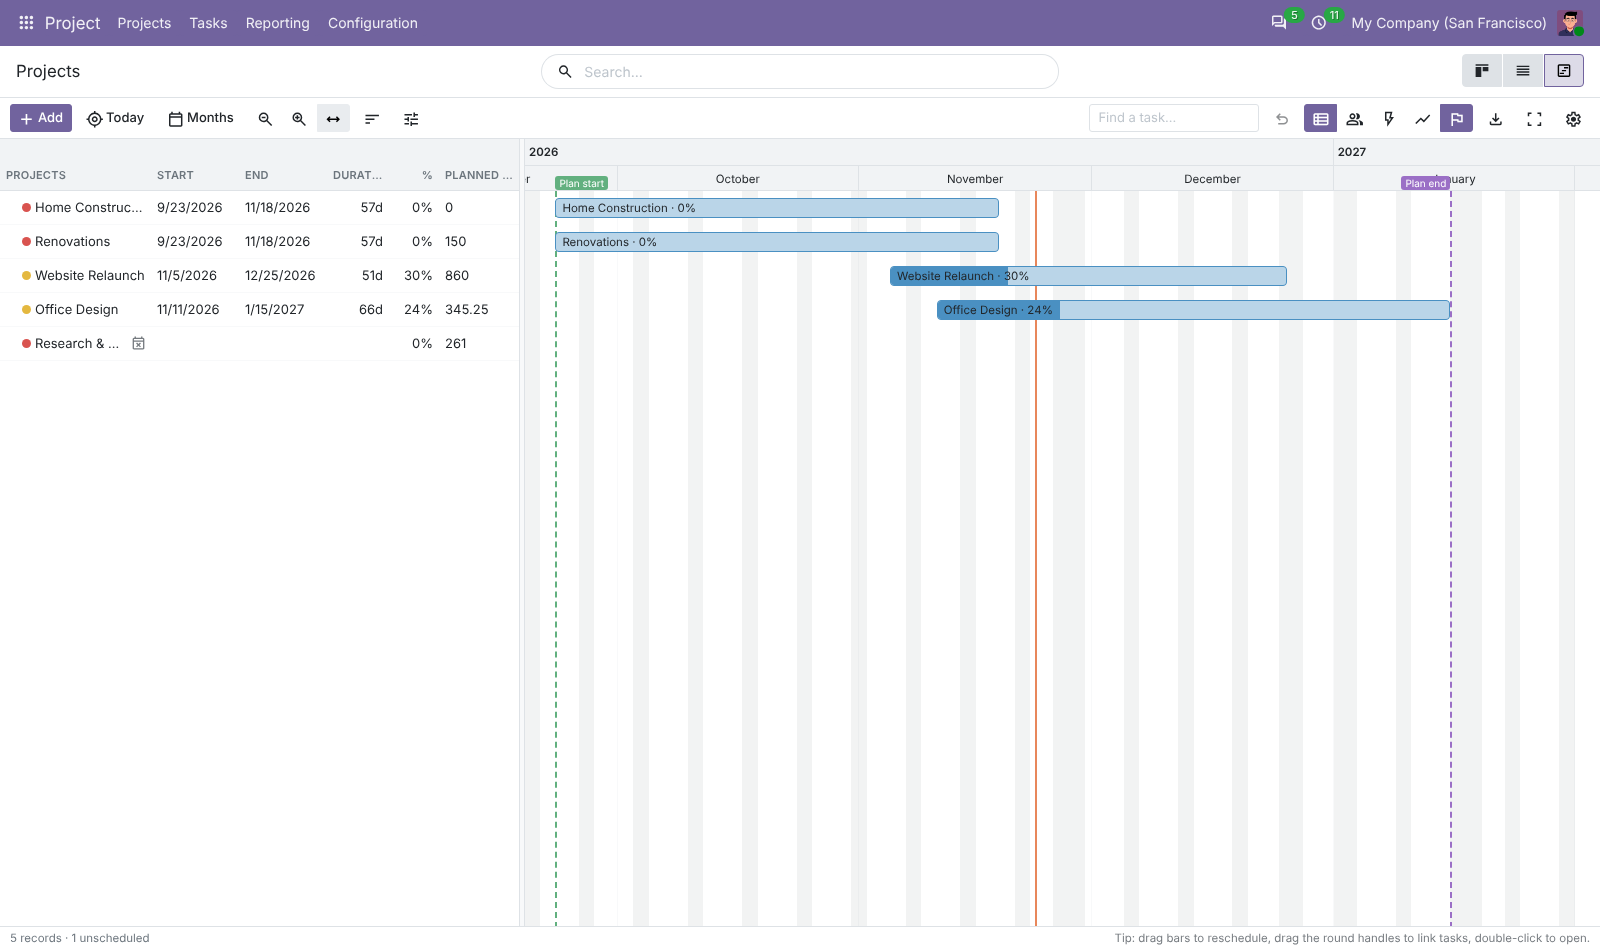 Project Projects Tasks Reporting Configuration 5 11 My Company (San Francisco)
Projects Search...
Add Today Months Find a task...
2026 2027
PROJECTS START END DURAT... % PLANNED ... r Plan start October November December Plan end uary
Home Construc... 9/23/2026 11/18/2026 57d 0% 0 Home Construction · 0%
Renovations 9/23/2026 11/18/2026 57d 0% 150 Renovations · 0%
Website Relaunch 11/5/2026 12/25/2026 51d 30% 860 Website Relaunch · 30%
Office Design 11/11/2026 1/15/2027 66d 24% 345.25 Office Design · 24%
Research & ... 0% 261
5 records · 1 unscheduled Tip: drag bars to reschedule, drag the round handles to link tasks, double-click to open.